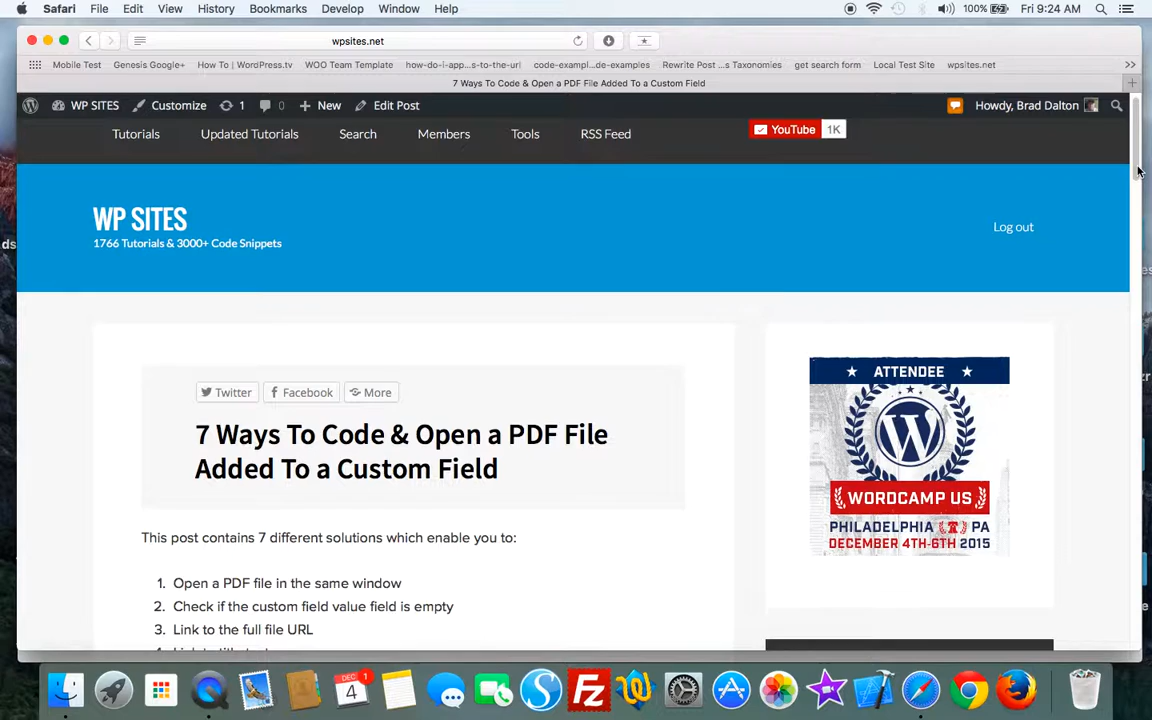 Safari File Edit View History Bookmarks Develop Window Help 100% Fri 9:24 AM
wpsites.net
Mobile Test Genesis Google+ How To | WordPress.tv WOO Team Template how-do-i-app...s-to-the-url code-exampl...de-examples Rewrite Post ...s Taxonomies get search form Local Test Site wpsites.net >>
7 Ways To Code & Open a PDF File Added To a Custom Field
WP SITES Customize 1 0 New Edit Post Howdy, Brad Dalton
Tutorials Updated Tutorials Search Members Tools RSS Feed YouTube 1K
WP SITES
1766 Tutorials & 3000+ Code Snippets
Log out
Twitter Facebook More
7 Ways To Code & Open a PDF File
Added To a Custom Field
This post contains 7 different solutions which enable you to:
1. Open a PDF file in the same window
2. Check if the custom field value field is empty
3. Link to the full file URL
ATTENDEE
WORDCAMP US
PHILADELPHIA PA
DECEMBER 4TH-6TH 2015
DEC
4
1